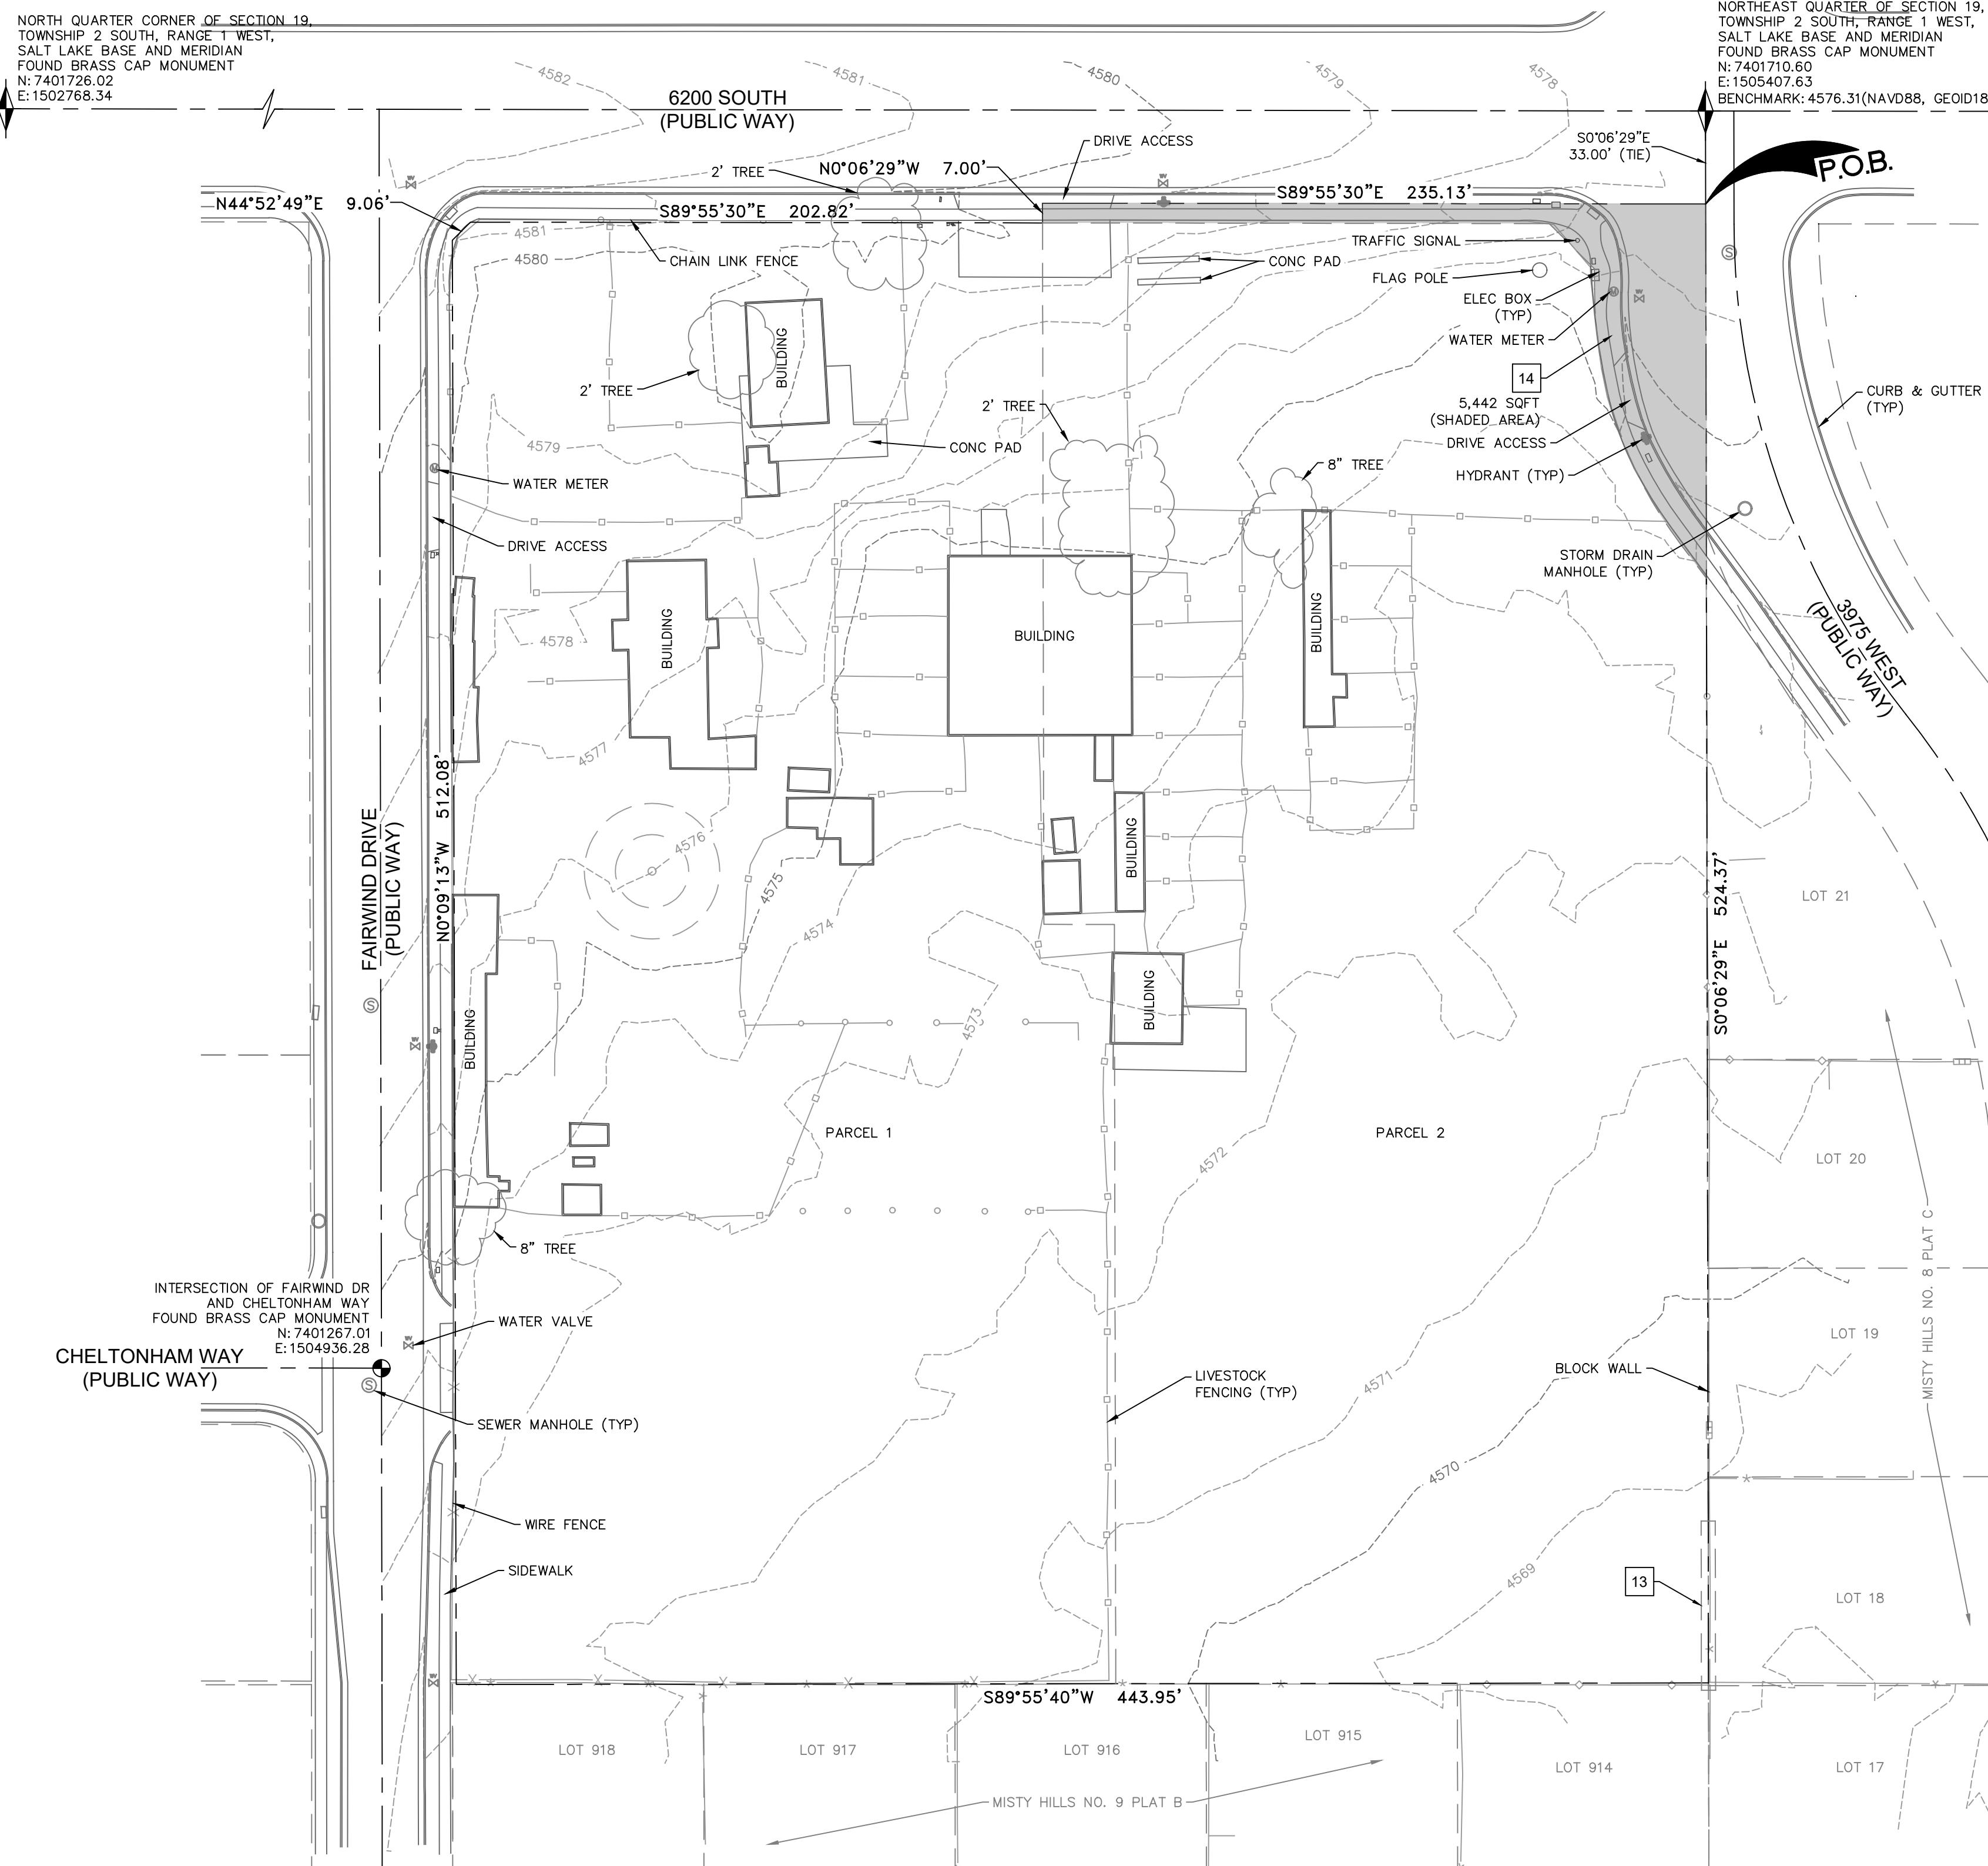 NORTH QUARTER CORNER OF SECTION 19,
TOWNSHIP 2 SOUTH, RANGE 1 WEST,
SALT LAKE BASE AND MERIDIAN
FOUND BRASS CAP MONUMENT
N: 7401726.02
E: 1502768.34
NORTHEAST QUARTER OF SECTION 19,
TOWNSHIP 2 SOUTH, RANGE 1 WEST,
SALT LAKE BASE AND MERIDIAN
FOUND BRASS CAP MONUMENT
N: 7401710.60
E: 1505407.63
BENCHMARK: 4576.31(NAVD88, GEOID18
4582
4581
4580
4579
4578
6200 SOUTH
(PUBLIC WAY)
DRIVE ACCESS
S0°06'29"E
33.00' (TIE)
P.O.B.
2' TREE
N0°06'29"W 7.00'
N44°52'49"E 9.06'
S89°55'30"E 202.82'
S89°55'30"E 235.13'
4581
4580
CHAIN LINK FENCE
CONC PAD
TRAFFIC SIGNAL
FLAG POLE
ELEC BOX
(TYP)
WATER METER
14
5,442 SQFT
(SHADED AREA)
DRIVE ACCESS
HYDRANT (TYP)
CURB & GUTTER
(TYP)
BUILDING
2' TREE
2' TREE
4579
CONC PAD
8" TREE
WATER METER
DRIVE ACCESS
STORM DRAIN
MANHOLE (TYP)
3975 WEST
(PUBLIC WAY)
4578
BUILDING
BUILDING
BUILDING
4577
4576
4575
4574
4573
N0°09'13"W 512.08'
FAIRWIND DRIVE
(PUBLIC WAY)
BUILDING
S0°06'29"E 524.37'
LOT 21
BUILDING
BUILDING
PARCEL 1
PARCEL 2
4572
LOT 20
MISTY HILLS NO. 8 PLAT C
8" TREE
INTERSECTION OF FAIRWIND DR
AND CHELTONHAM WAY
FOUND BRASS CAP MONUMENT
N: 7401267.01
E: 1504936.28
WATER VALVE
CHELTONHAM WAY
(PUBLIC WAY)
S
S
S
SEWER MANHOLE (TYP)
LIVESTOCK
FENCING (TYP)
4571
BLOCK WALL
LOT 19
4570
WIRE FENCE
SIDEWALK
4569
13
LOT 18
S89°55'40"W 443.95'
LOT 918
LOT 917
LOT 916
LOT 915
LOT 914
LOT 17
MISTY HILLS NO. 9 PLAT B